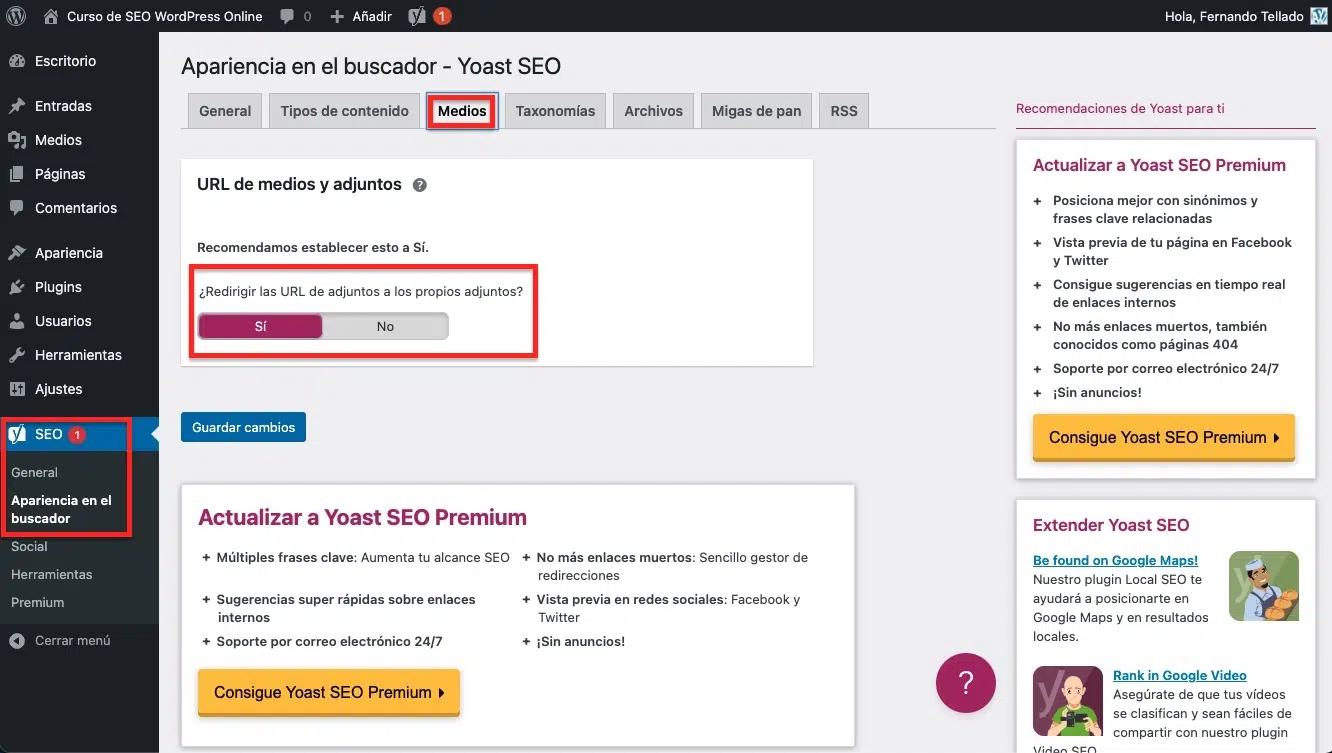 Curso de SEO WordPress Online
0
Añadir
1
Hola, Fernando Tellado
Escritorio
Entradas
Medios
Páginas
Comentarios
Apariencia
Plugins
Usuarios
Herramientas
Ajustes
SEO 1
General
Apariencia en el
buscador
Social
Herramientas
Premium
Cerrar menú
Apariencia en el buscador - Yoast SEO
General
Tipos de contenido
Medios
Taxonomías
Archivos
Migas de pan
RSS
URL de medios y adjuntos ?
Recomendamos establecer esto a Sí.
¿Redirigir las URL de adjuntos a los propios adjuntos?
Sí
No
Guardar cambios
Actualizar a Yoast SEO Premium
+ Múltiples frases clave: Aumenta tu alcance SEO
+ No más enlaces muertos: Sencillo gestor de
redirecciones
+ Sugerencias super rápidas sobre enlaces
internos
+ Vista previa en redes sociales: Facebook y
Twitter
+ Soporte por correo electrónico 24/7
+ ¡Sin anuncios!
Consigue Yoast SEO Premium
?
Recomendaciones de Yoast para ti
Actualizar a Yoast SEO Premium
+ Posiciona mejor con sinónimos y
frases clave relacionadas
+ Vista previa de tu página en Facebook
y Twitter
+ Consigue sugerencias en tiempo real
de enlaces internos
+ No más enlaces muertos, también
conocidos como páginas 404
+ Soporte por correo electrónico 24/7
+ ¡Sin anuncios!
Consigue Yoast SEO Premium
Extender Yoast SEO
Be found on Google Maps!
Nuestro plugin Local SEO te
ayudará a posicionarte en
Google Maps y en resultados
locales.
Rank in Google Video
Asegúrate de que tus vídeos
se clasifican y sean fáciles de
compartir con nuestro plugin
Video SEO